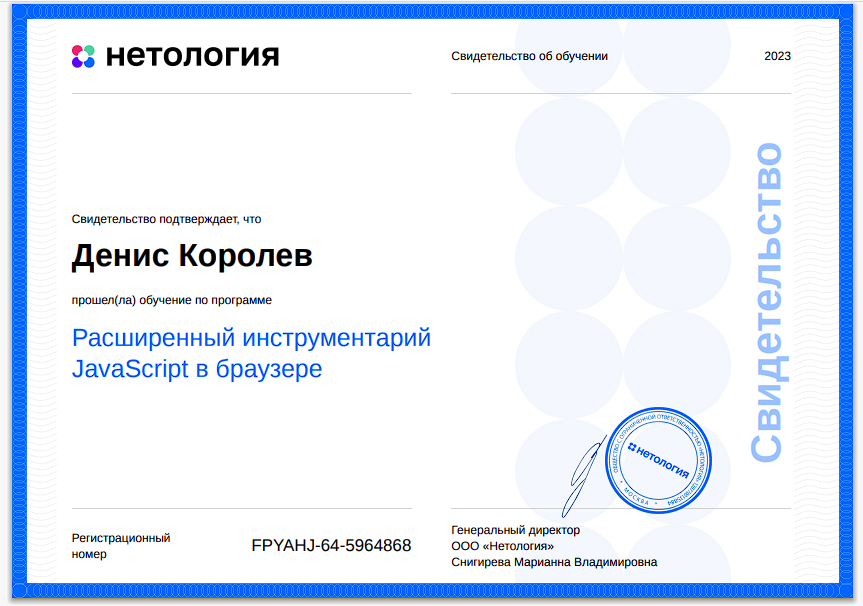 нетология
Свидетельство об обучении
2023
Свидетельство
Свидетельство подтверждает, что
Денис Королев
прошел(ла) обучение по программе
Расширенный инструментарий
JavaScript в браузере
нетология
МОСКВА
Регистрационный
номер
FPYAHJ-64-5964868
Генеральный директор
ООО «Нетология»
Снигирева Марианна Владимировна